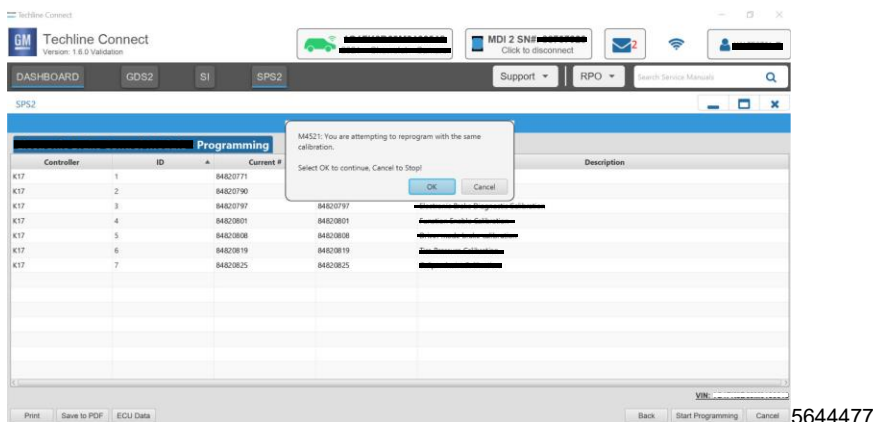 Techline Connect
GM
Techline Connect
Version: 1.6.0 Validation
MDI 2 SN#
Click to disconnect
2
DASHBOARD GDS2 SI SPS2 Support RPO Search Service Manuals
SPS2
Programming
M4521: You are attempting to reprogram with the same
calibration.
Select OK to continue, Cancel to Stop!
OK Cancel
Controller ID Current # Description
K17 1 84820771
K17 2 84820790
K17 3 84820797 84820797
K17 4 84820801 84820801
K17 5 84820808 84820808
K17 6 84820819 84820819
K17 7 84820825 84820825
VIN:
Print Save to PDF ECU Data Back Start Programming Cancel
5644477